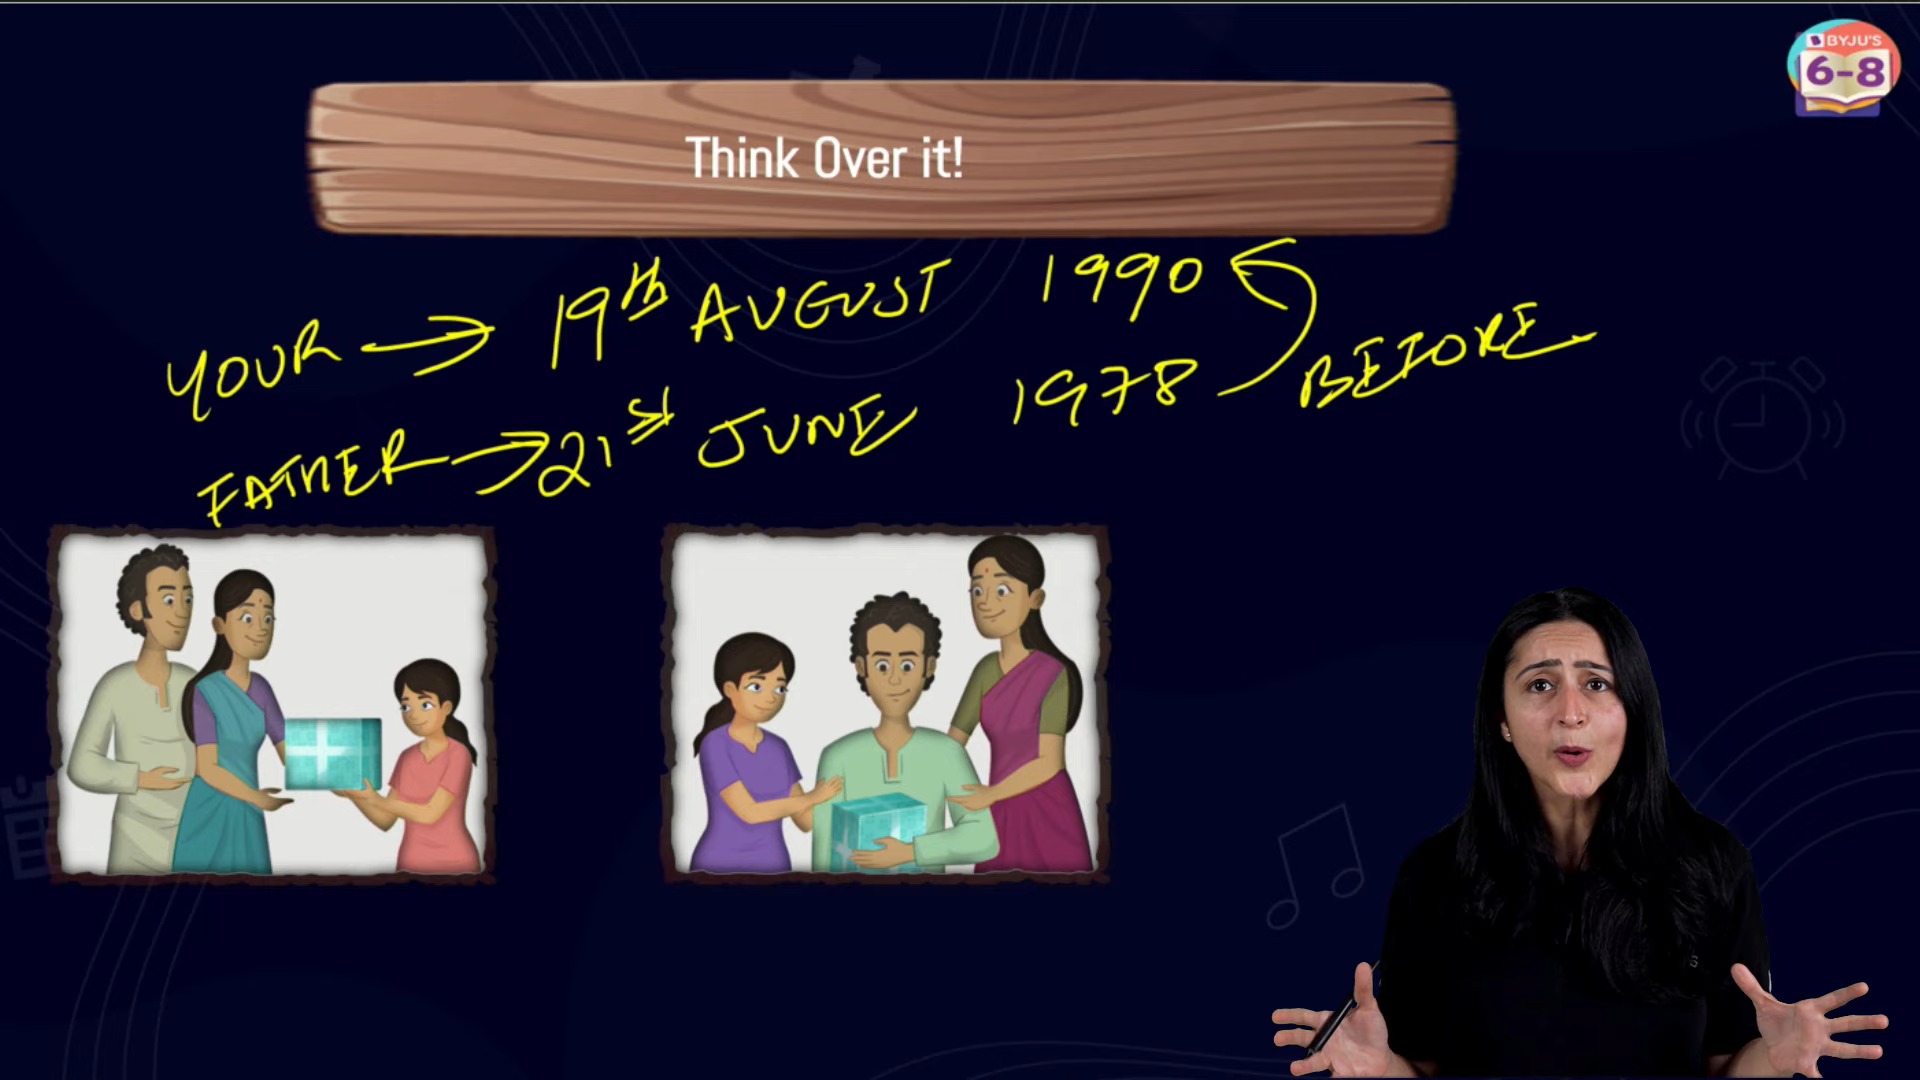 BYJU'S
6-8
Think Over it!
YOUR → 19th AUGUST 1990
FATHER → 21st JUNE 1978 BEFORE